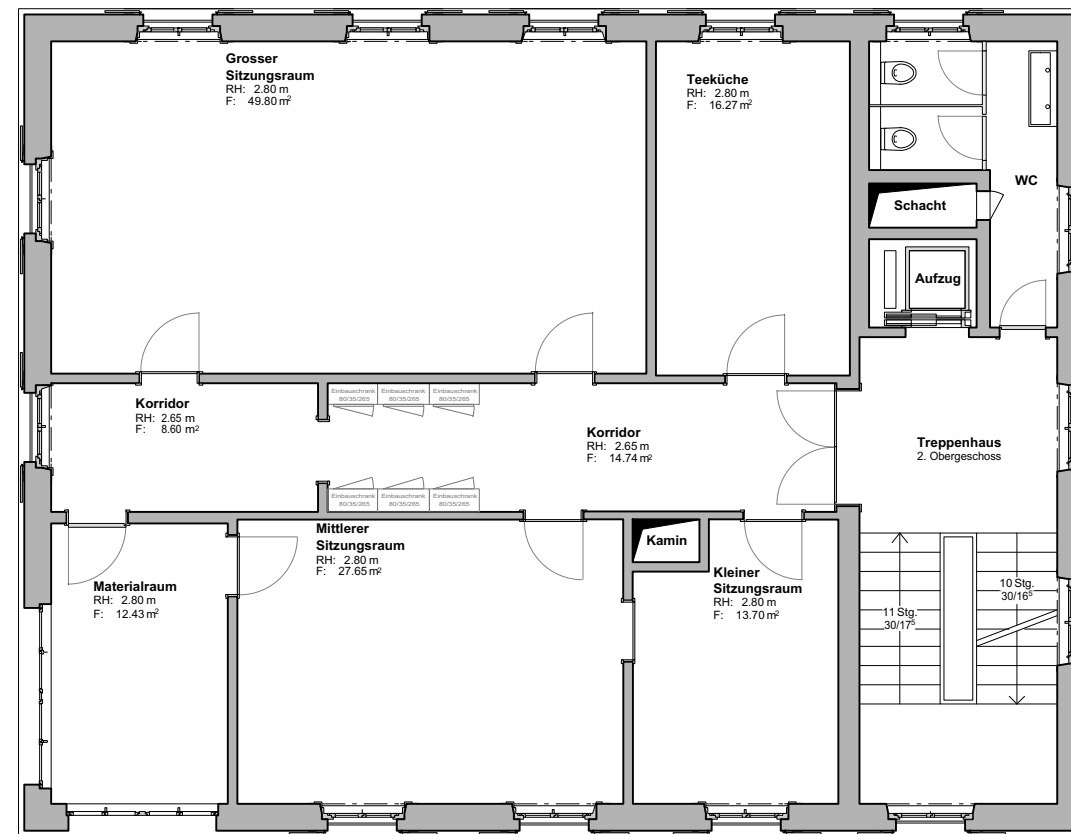 Grosser
Sitzungsraum
RH: 2.80 m
F: 49.80 m²
Teeküche
RH: 2.80 m
F: 16.27 m²
WC
Schacht
Aufzug
Einbauschrank
80/35/265
Einbauschrank
80/35/265
Einbauschrank
80/35/265
Korridor
RH: 2.65 m
F: 8.60 m²
Korridor
RH: 2.65 m
F: 14.74 m²
Treppenhaus
2. Obergeschoss
Einbauschrank
80/35/265
Einbauschrank
80/35/265
Einbauschrank
80/35/265
Mittlerer
Sitzungsraum
RH: 2.80 m
F: 27.65 m²
Kamin
Kleiner
Sitzungsraum
RH: 2.80 m
F: 13.70 m²
Materialraum
RH: 2.80 m
F: 12.43 m²
11 Stg.
30/17⁵
10 Stg.
30/16⁵